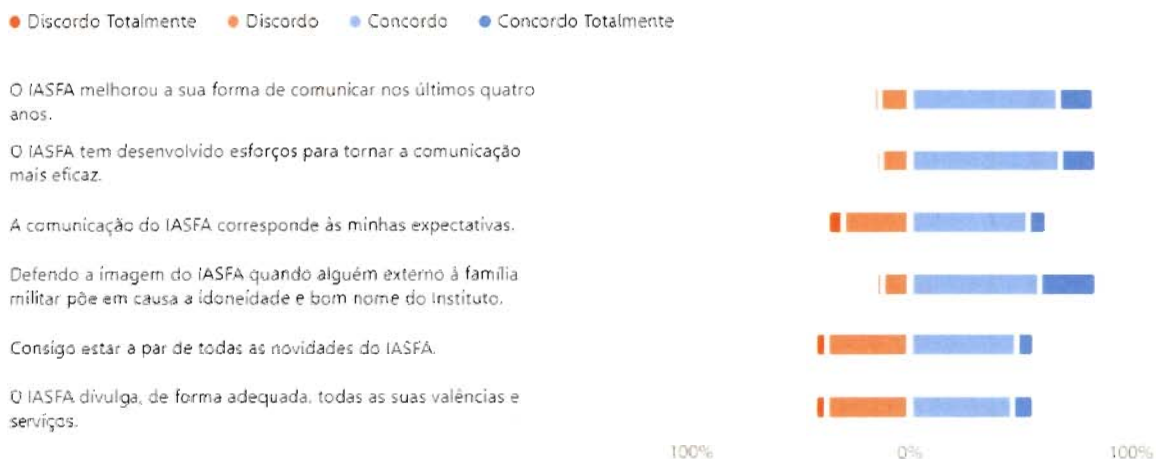 Discordo Totalmente Discordo Concordo Concordo Totalmente
O IASFA melhorou a sua forma de comunicar nos últimos quatro
anos.
O IASFA tem desenvolvido esforços para tornar a comunicação
mais eficaz.
A comunicação do IASFA corresponde às minhas expectativas.
Defendo a imagem do IASFA quando alguém externo à família
militar põe em causa a idoneidade e bom nome do Instituto.
Consigo estar a par de todas as novidades do IASFA.
O IASFA divulga, de forma adequada, todas as suas valências e
serviços.
100% 0% 100%